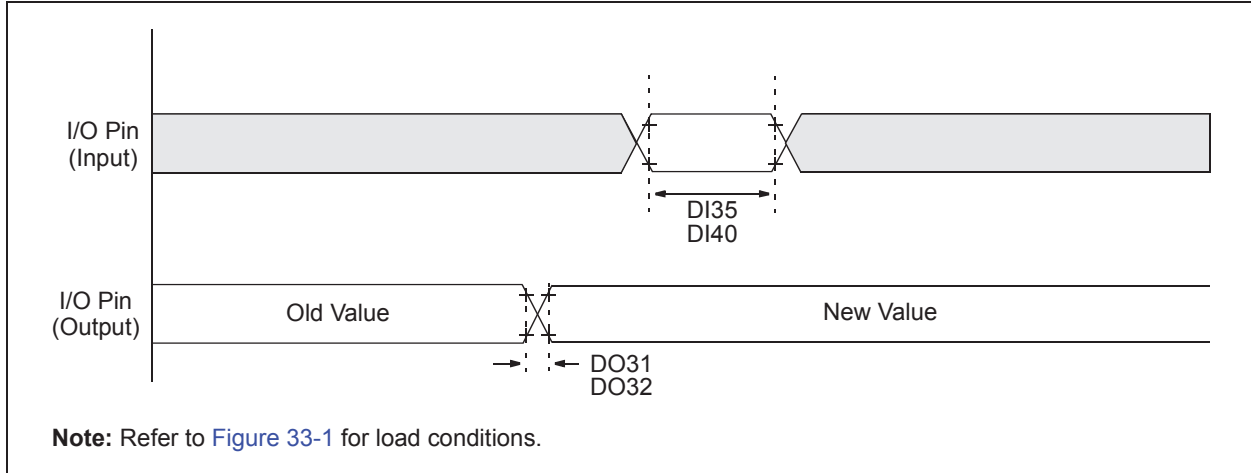 I/O Pin
(Input)
DI35
DI40
I/O Pin
(Output)
Old Value
New Value
DO31
DO32
Note: Refer to Figure 33-1 for load conditions.